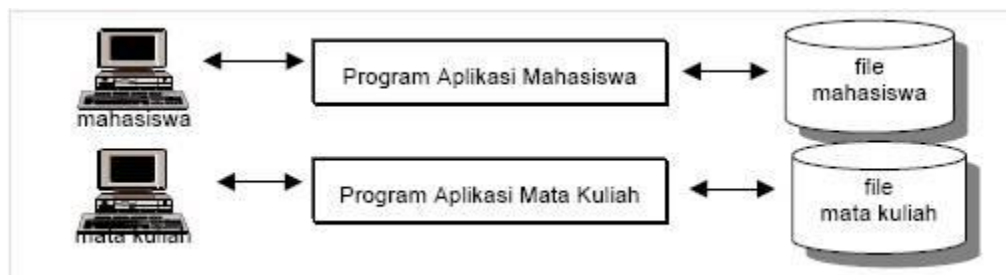 mahasiswa
Program Aplikasi Mahasiswa
file
mahasiswa
mata kuliah
Program Aplikasi Mata Kuliah
file
mata kuliah